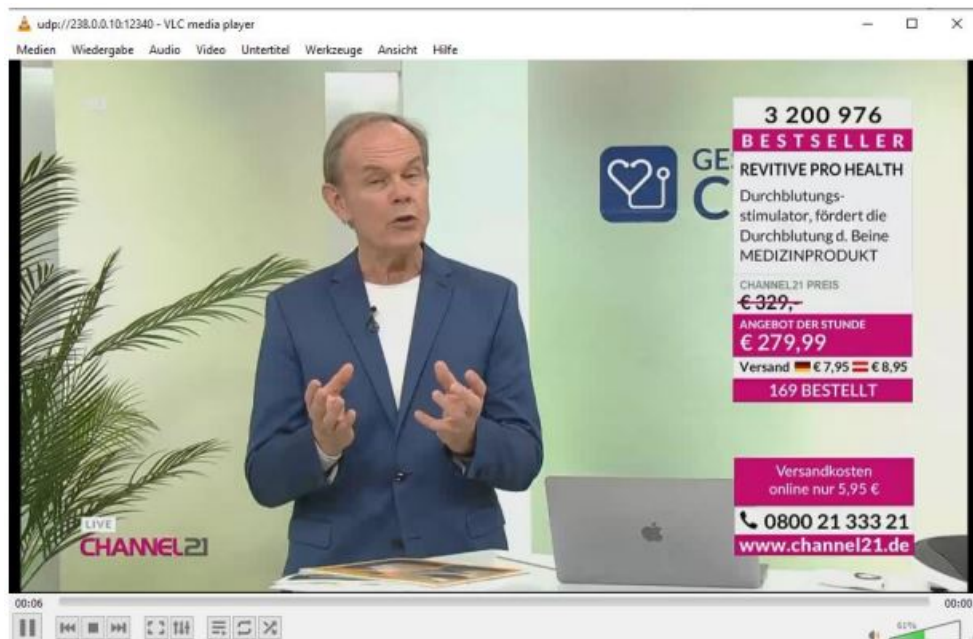 udp://238.0.0.10:12340 - VLC media player
Medien Wiedergabe Audio Video Untertitel Werkzeuge Ansicht Hilfe
3 200 976
BESTSELLER
REVITIVE PRO HEALTH
Durchblutungs-
stimulator, fördert die
Durchblutung d. Beine
MEDIZINPRODUKT
CHANNEL21 PREIS
€ 329,-
ANGEBOT DER STUNDE
€ 279,99
Versand € 7,95 € 8,95
169 BESTELLT
GES
C
Versandkosten
online nur 5,95 €
0800 21 333 21
www.channel21.de
LIVE
CHANNEL21
00:06 00:00
61%